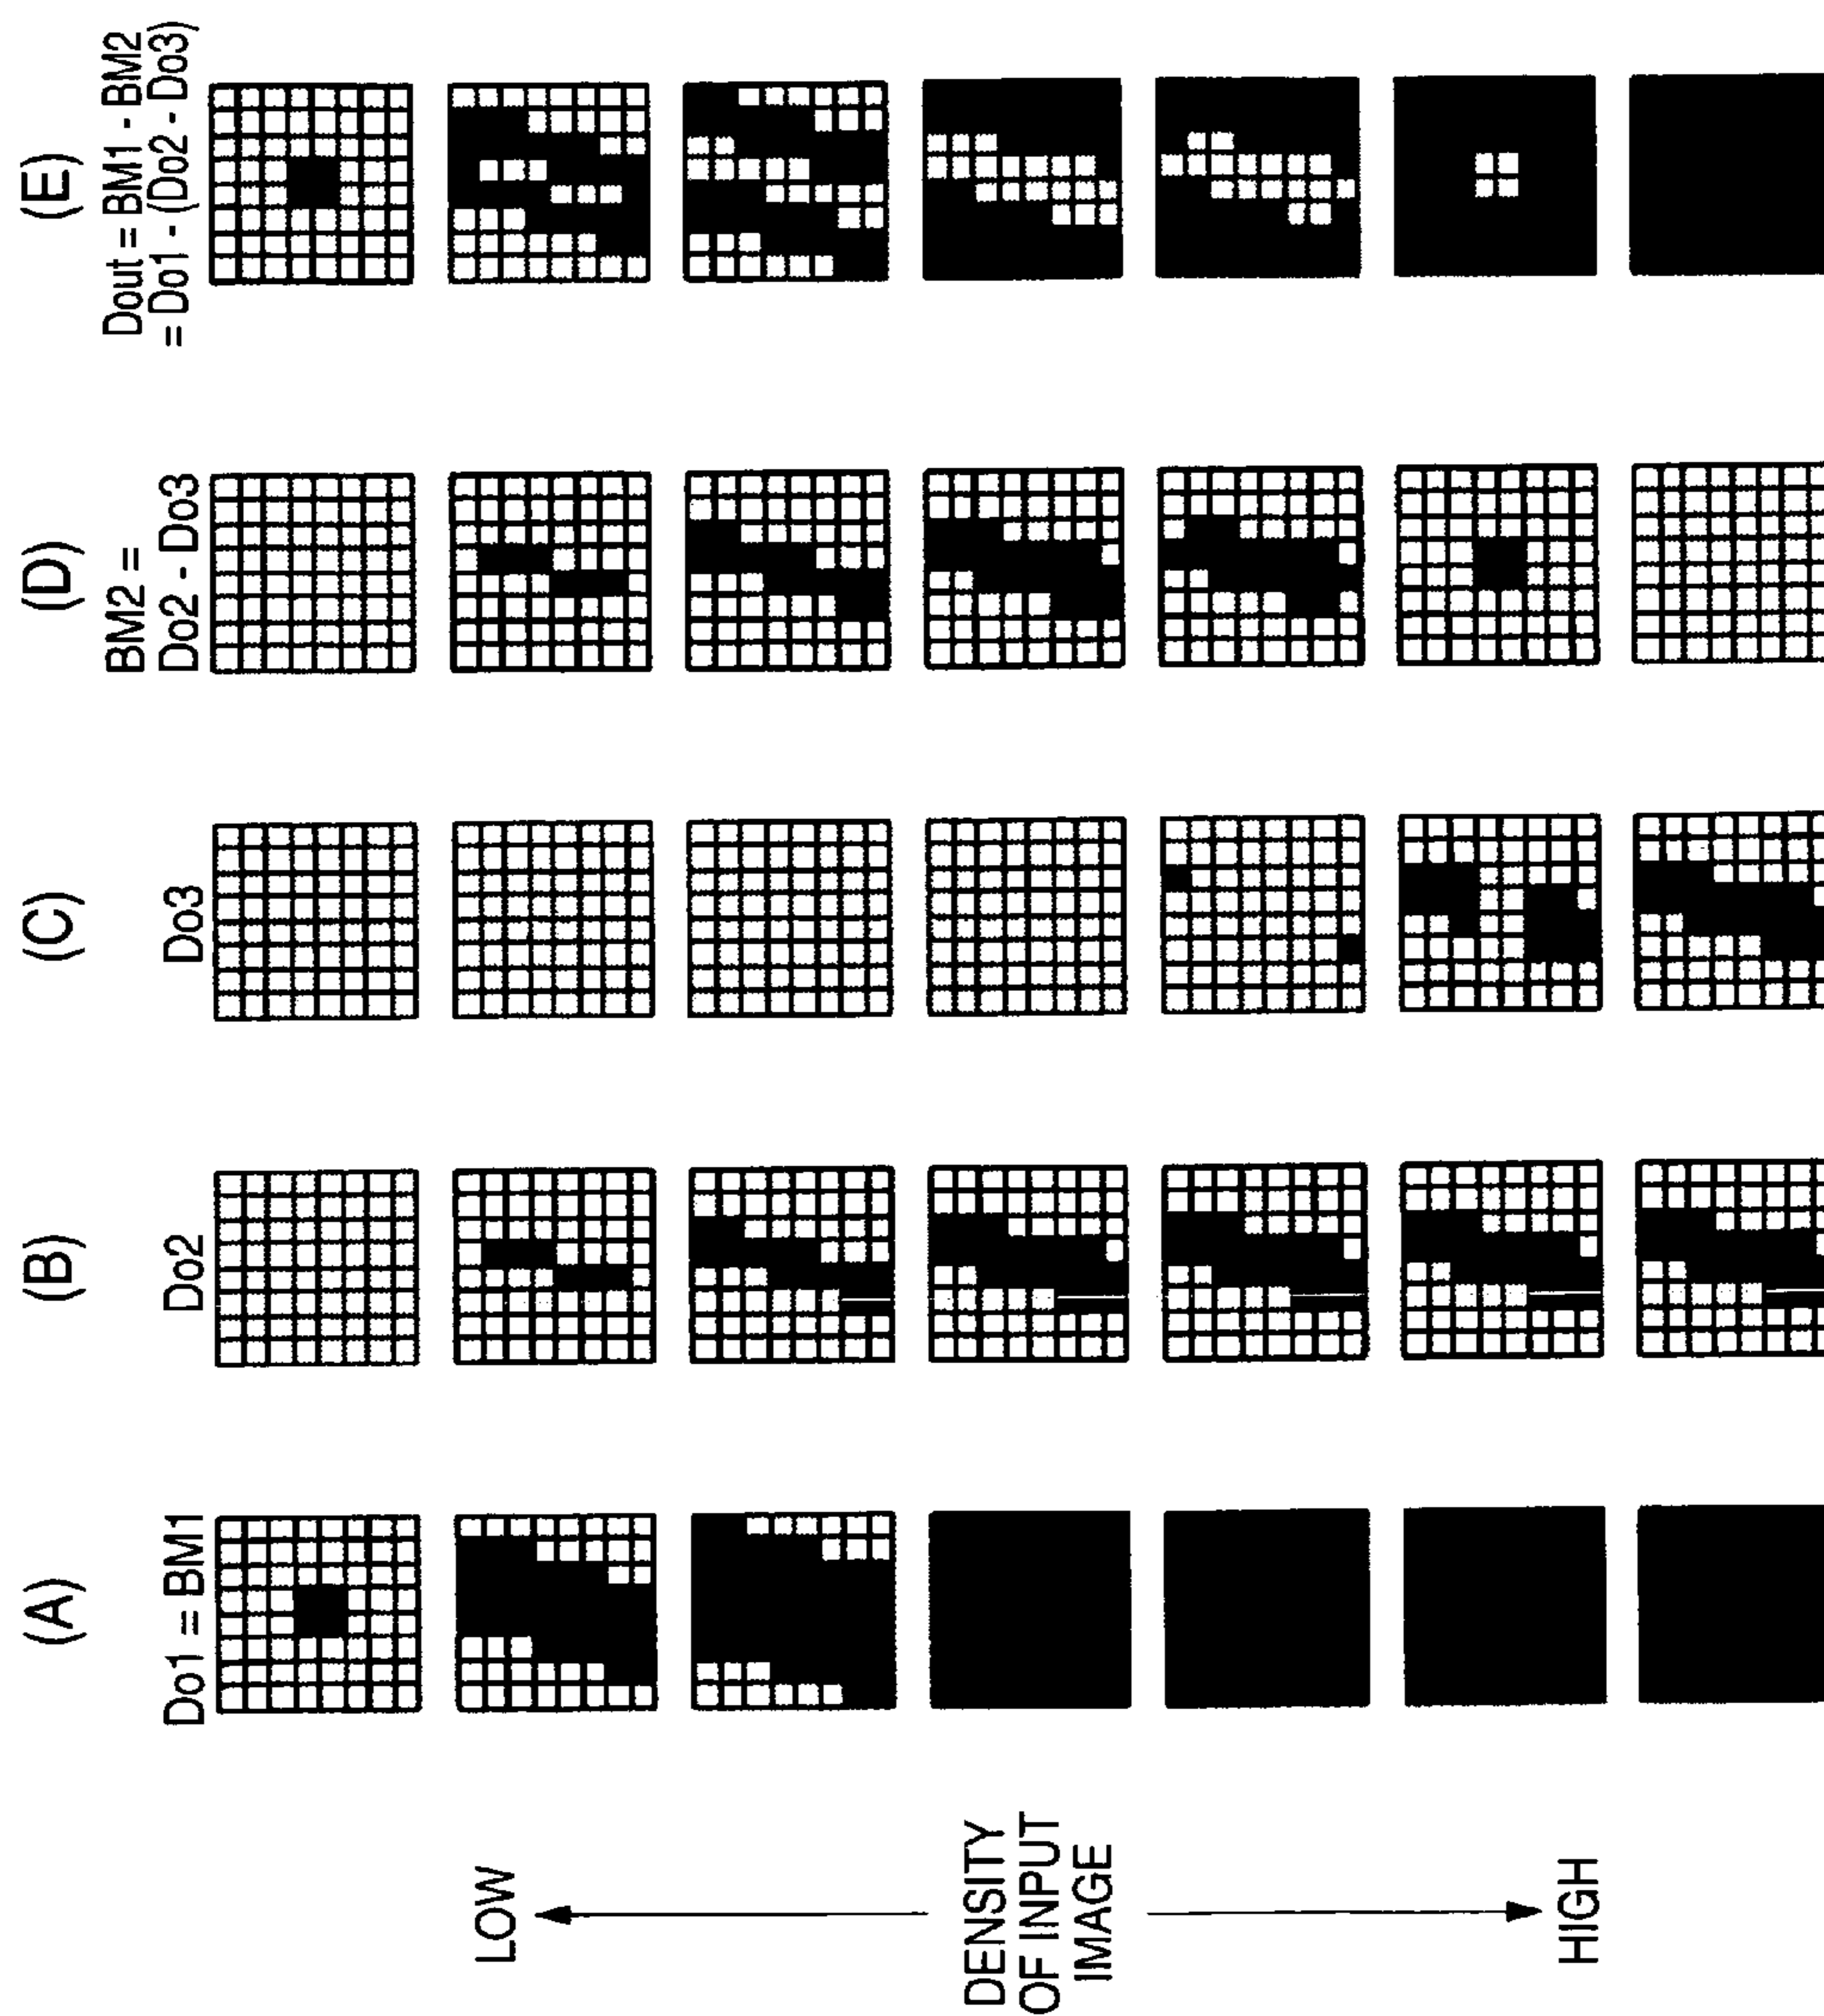 (A)
Do1 = BM1
(B)
Do2
(C)
Do3
(D)
BM2 =
Do2 - Do3
(E)
Dout = BM1 - BM2
= Do1 - (Do2 - Do3)
LOW
DENSITY
OF INPUT
IMAGE
HIGH